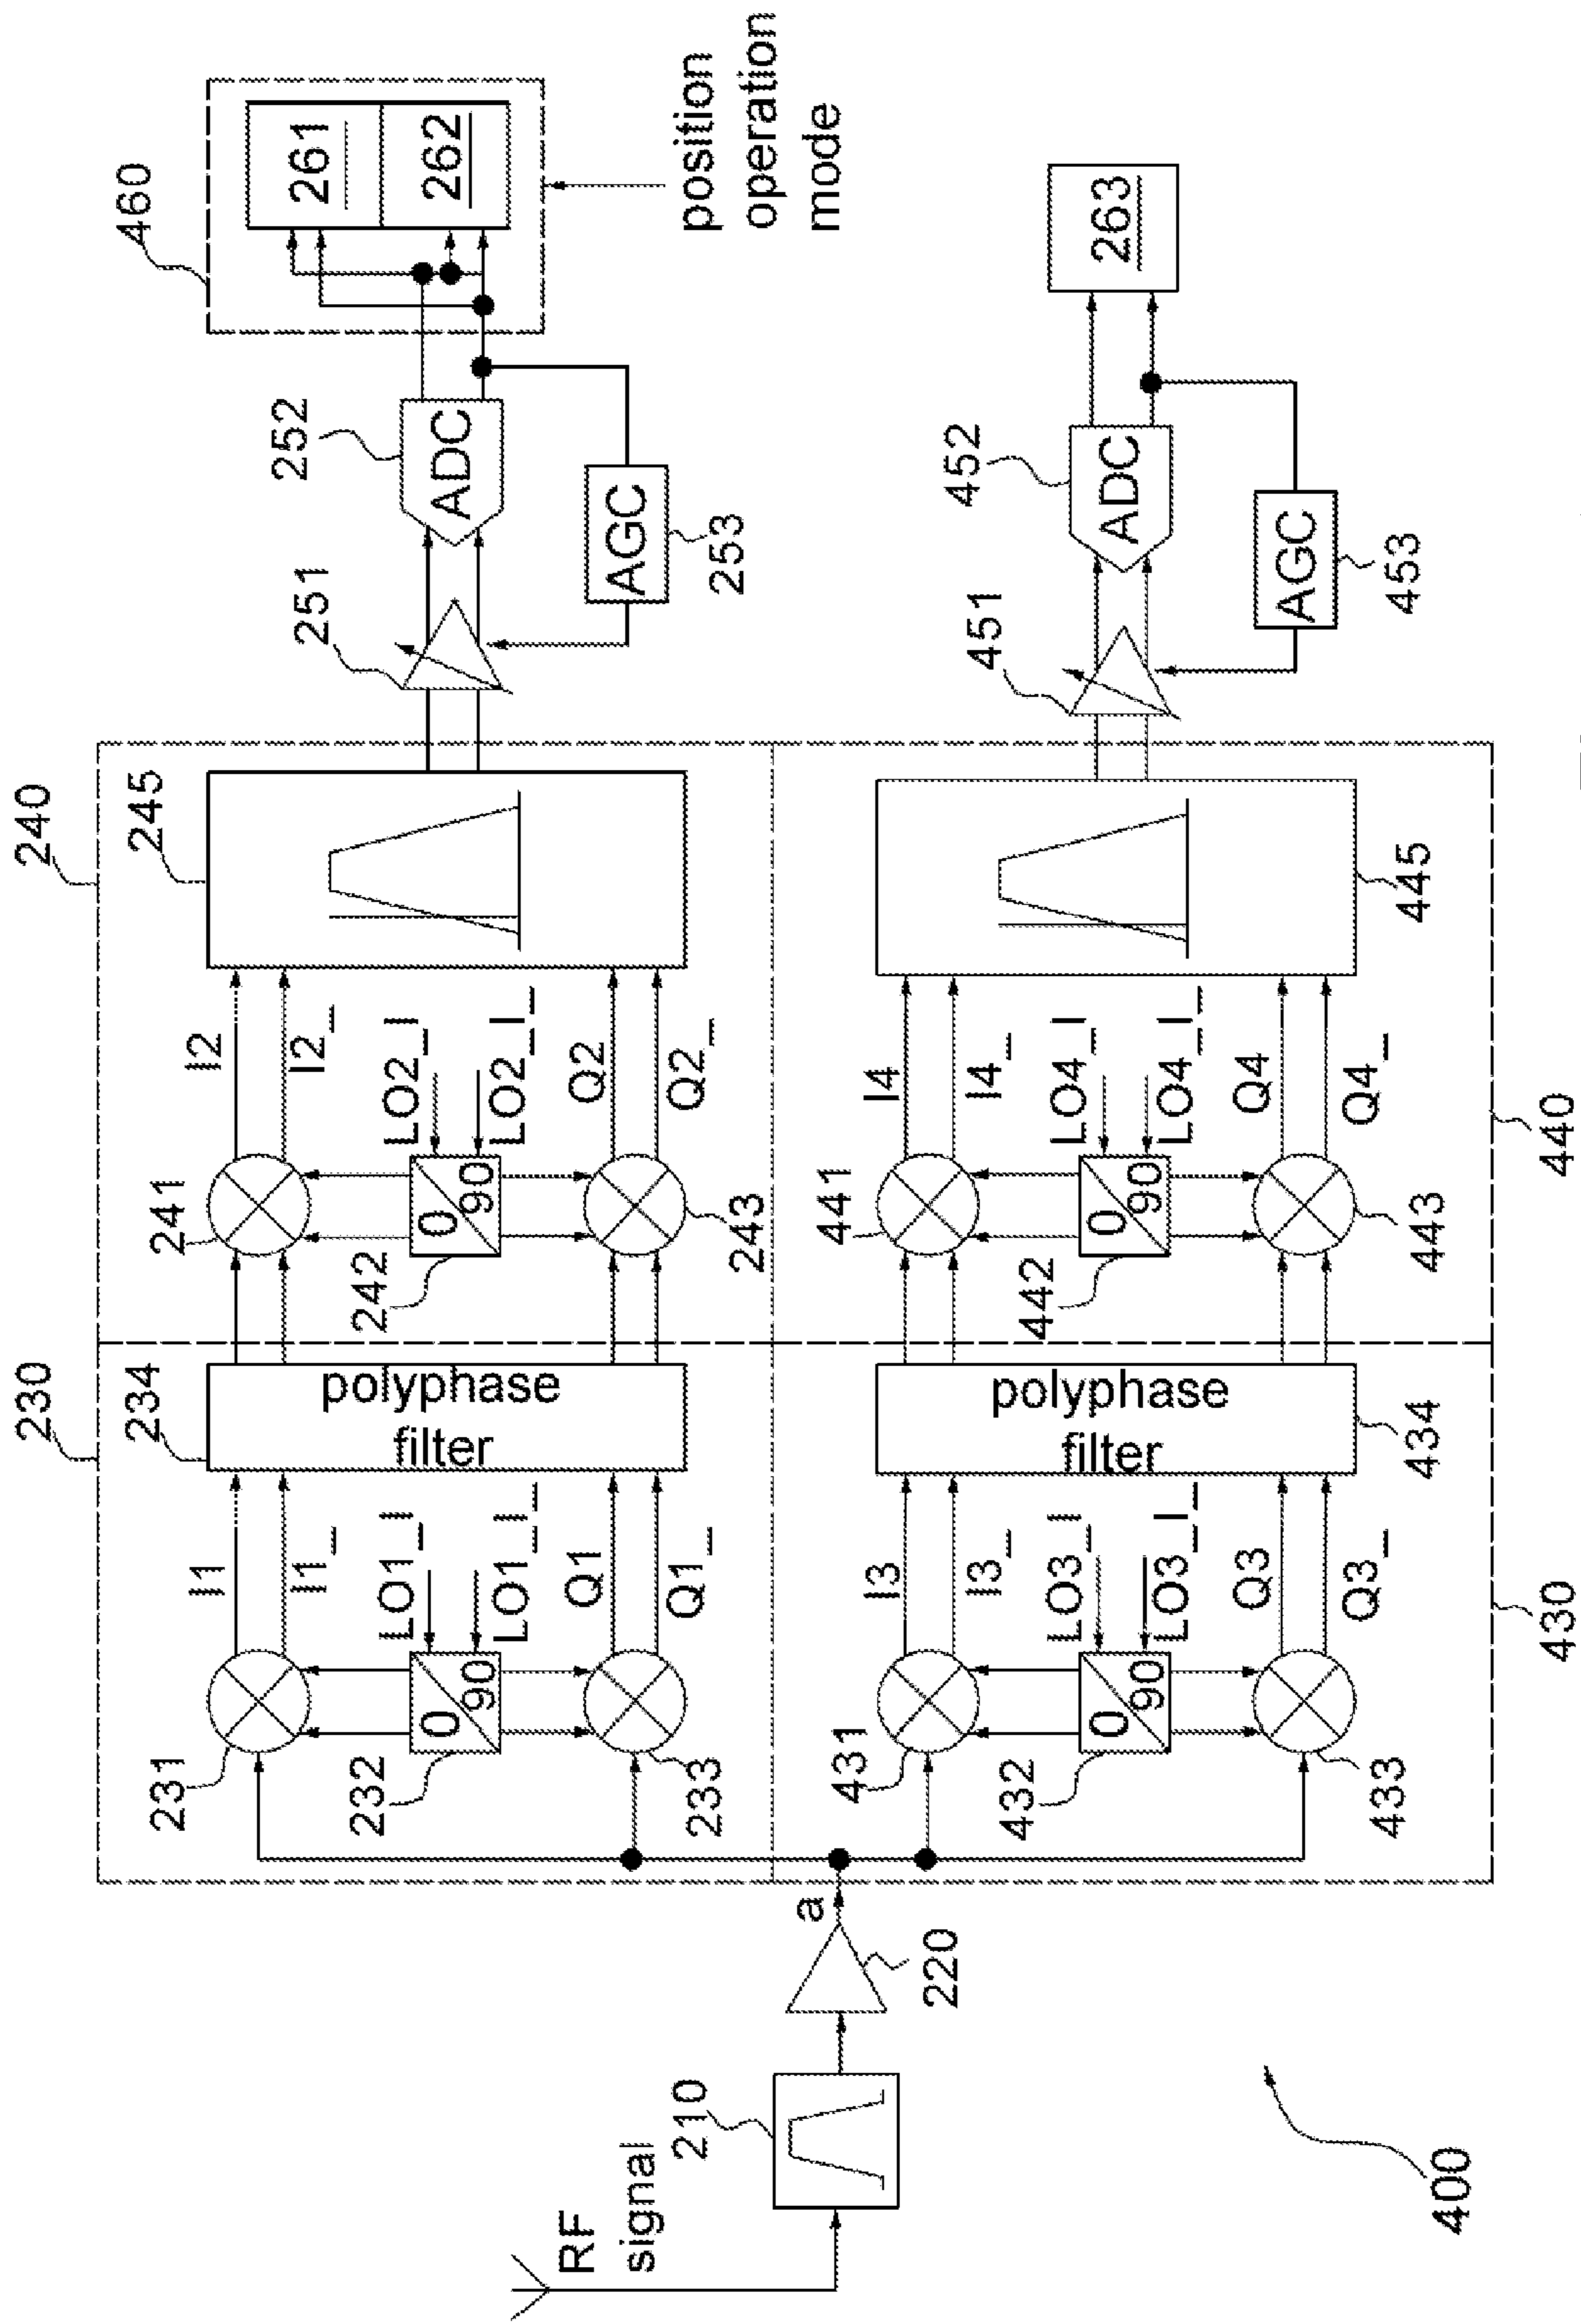 RF
signal
210
220
a
400
230
231
232
233
I1
I1_
LO1_I
LO1_I_
Q1
Q1_
234
polyphase
filter
240
241
242
243
I2
I2_
LO2_I
LO2_I_
Q2
Q2_
245
0
90
0
90
251
252
ADC
AGC
253
460
261
262
position
operation
mode
430
431
432
433
I3
I3_
LO3_I
LO3_I_
Q3
Q3_
434
polyphase
filter
440
441
442
443
I4
I4_
LO4_I
LO4_I_
Q4
Q4_
445
0
90
0
90
451
452
ADC
AGC
453
263